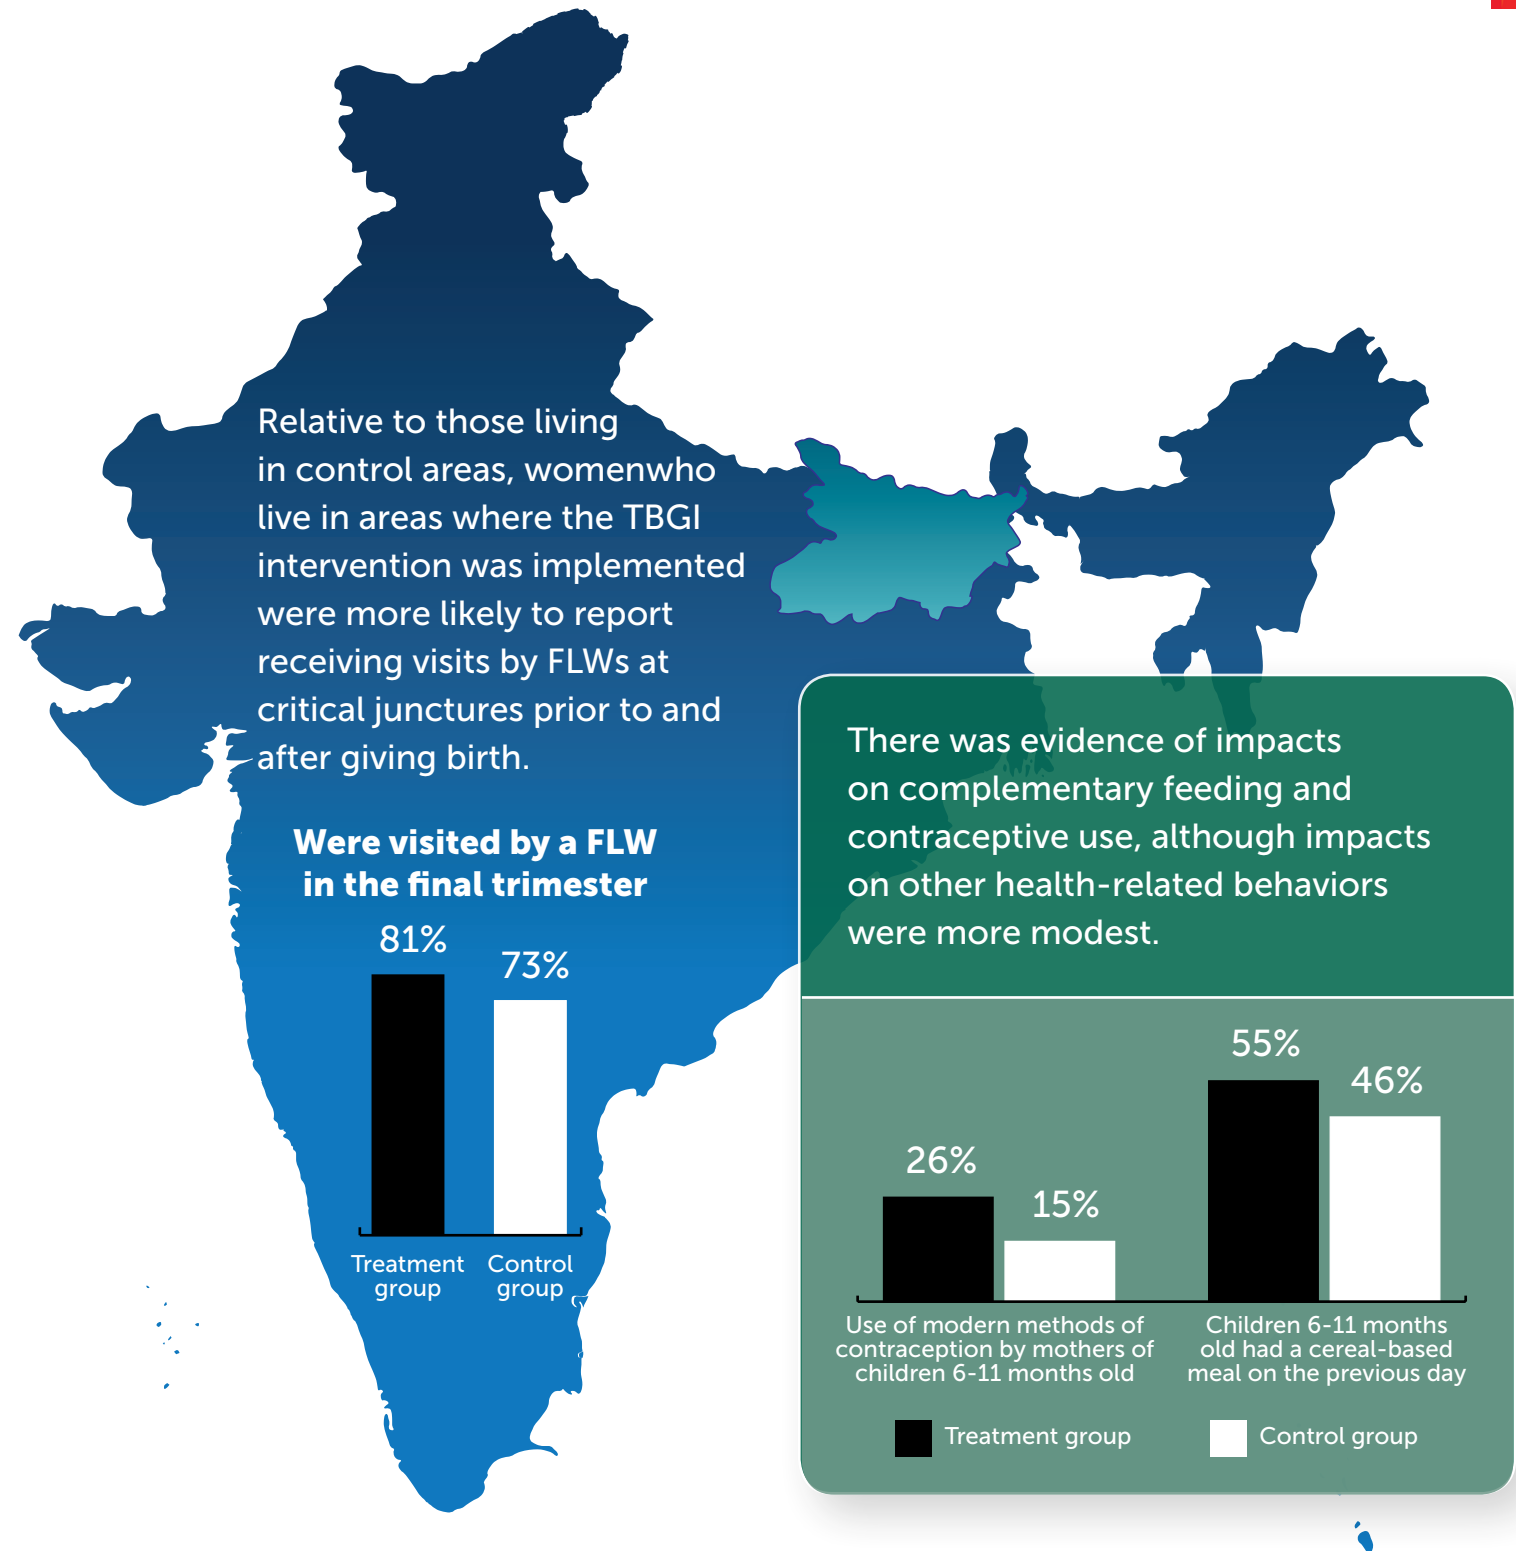 Relative to those living
in control areas, womenwho
live in areas where the TBGI
intervention was implemented
were more likely to report
receiving visits by FLWs at
critical junctures prior to and
after giving birth.
Were visited by a FLW
in the final trimester
81%
73%
Treatment
group
Control
group
There was evidence of impacts
on complementary feeding and
contraceptive use, although impacts
on other health-related behaviors
were more modest.
26%
15%
55%
46%
Use of modern methods of
contraception by mothers of
children 6-11 months old
Children 6-11 months
old had a cereal-based
meal on the previous day
Treatment group
Control group